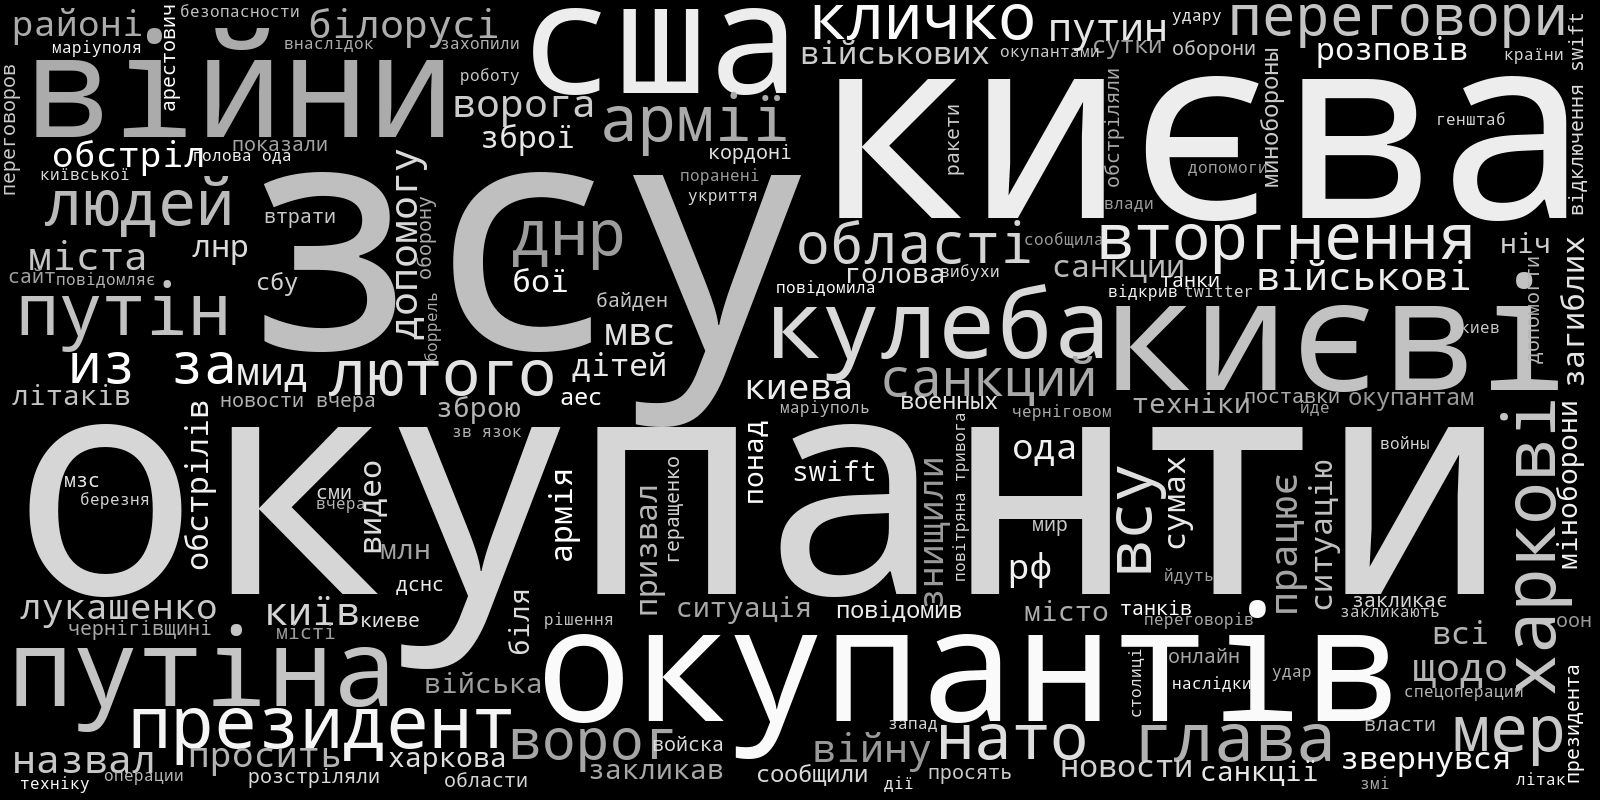 районі
безопасности
білорусі
сша
кличко
путин
удару
переговори
маріуполя
арестович
внаслідок
захопили
військових
окупантами
сутки
оборони
розповів
країни
swift
війни
роботу
ворога
армії
києва
переговоров
зброї
кордоні
ракети
обстріляли
минобороны
генштаб
обстріл
голова ода
показали
київської
поранені
укриття
допомоги
відключення
людей
втрати
зсу
допомогу
оборону
днр
влади
лнр
області
сообщила
вторгнення
ніч
міста
сайт
повідомляє
сбу
бої
голова
вибухи
санкции
танки
військові
загиблих
путін
боррель
байден
мвс
повідомила
відкрив
twitter
кулеба
києві
киев
допомогти
из за
мид
лютого
дітей
киева
санкций
літаків
новости вчера
зброю
аес
маріуполь
военных
черніговом
техніки
поставки
йде
окупантам
зв язок
окупанти
обстрілів
мзс
березня
сми
вчера
видео
млн
армія
призвал
геращенко
понад
swift
знищили
повітряна тривога
ода
мир
рф
всу
сумах
йдуть
працює
ситуацію
войны
харкові
міноборони
дснс
лукашенко
київ
киеве
чернігівщині
місті
біля
рішення
ситуація
повідомив
місто
танків
переговорів
закликає
закликають
оон
всі
путіна
війська
окупантів
столиці
онлайн
наслідки
удар
щодо
спецоперации
президент
ворог
войска
запад
війну
нато
глава
власти
мер
президента
назвал
просить
харкова
закликав
сообщили
просять
новости
санкції
звернувся
техніку
операции
розстріляли
области
дії
змі
літак